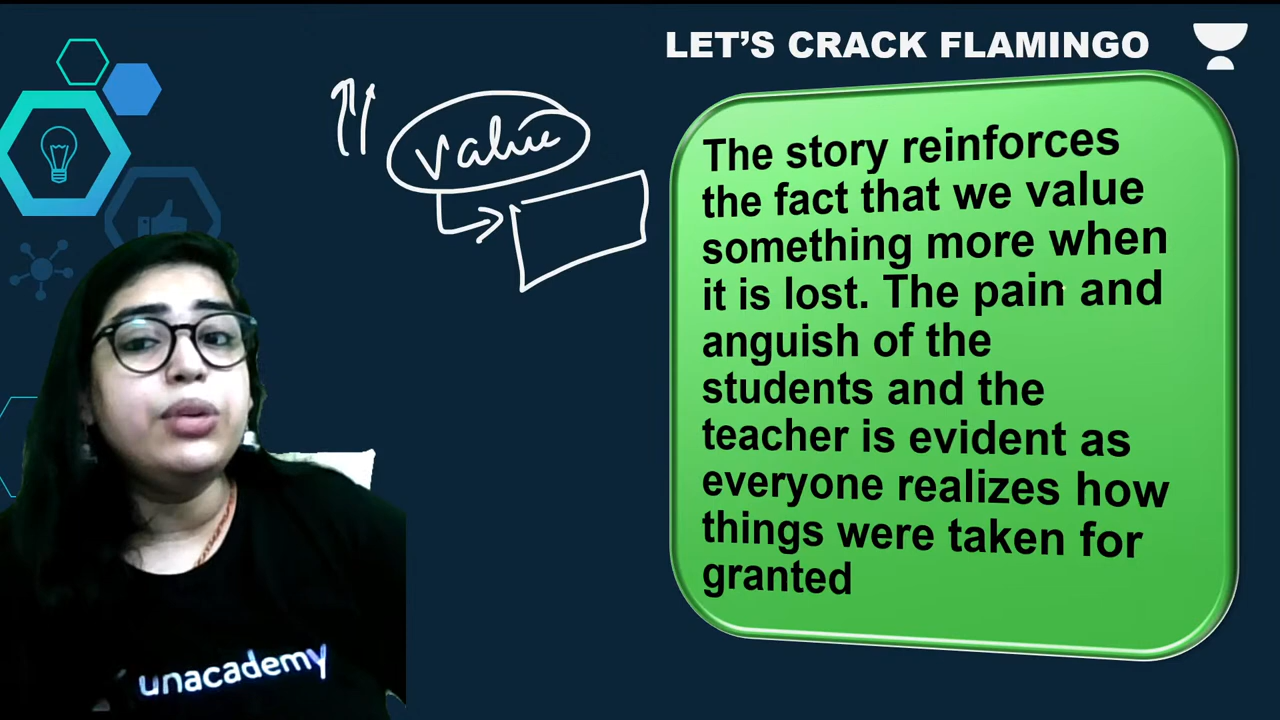 LET'S CRACK FLAMINGO
value
The story reinforces
the fact that we value
something more when
it is lost. The pain and
anguish of the
students and the
teacher is evident as
everyone realizes how
things were taken for
granted
unacademy